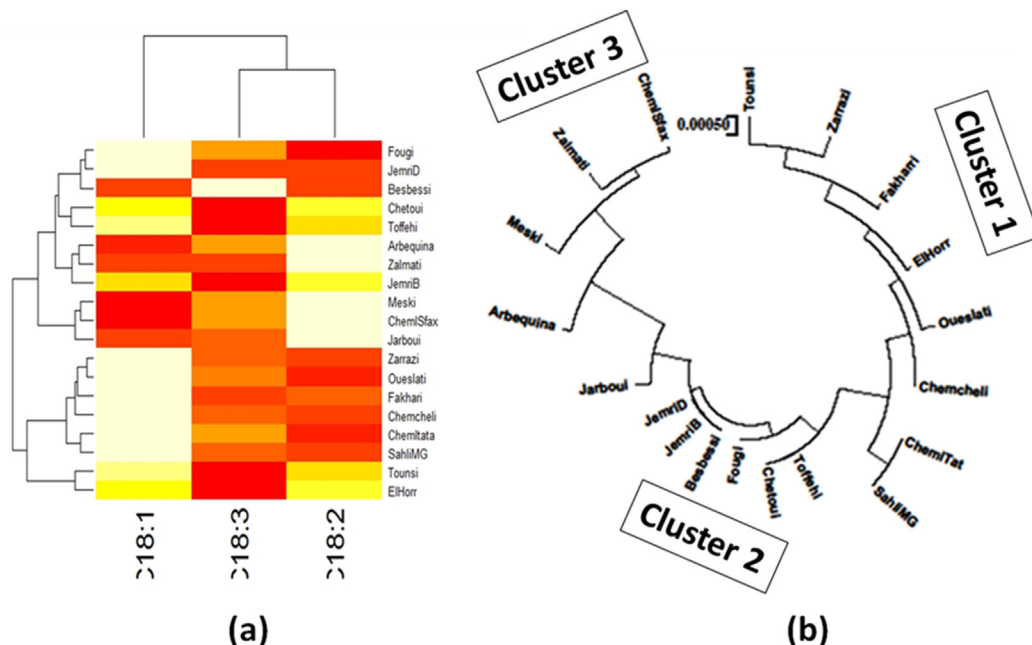 Fougi
JemriD
Besbessi
Chetoui
Toffehi
Arbequina
Zalmati
JemriB
Meski
ChemlSfax
Jarboui
Zarrazi
Oueslati
Fakhari
Chemcheli
Chemltata
SahliMG
Tounsi
ElHorr
C18:1
C18:3
C18:2
(a)
Cluster 3
ChemlSfax
0.00050
Tounsi
Zarrazi
Cluster 1
Zalmati
Fakharri
Meski
ElHorr
Arbequina
Oueslati
Jarboui
Chemcheli
JemriD
JemriB
Besbessi
Fougi
Chetoui
Toffehi
ChemlTat
SahliMG
Cluster 2
(b)